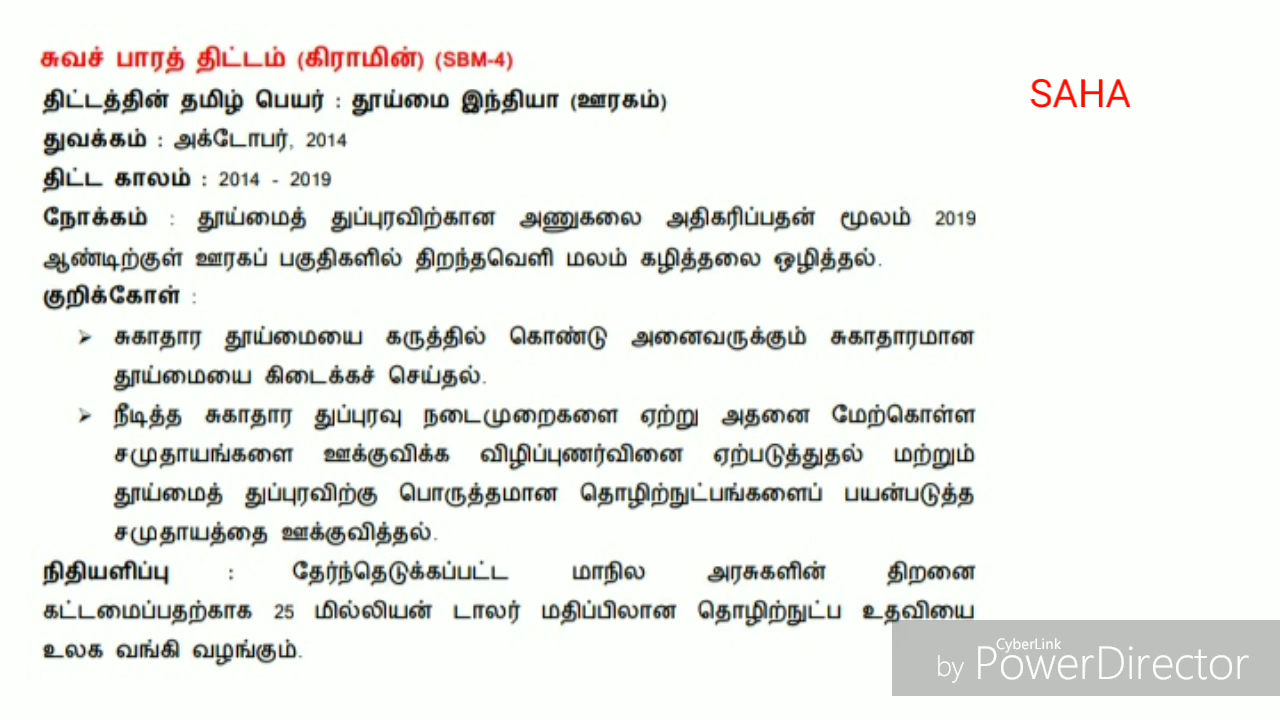 சுவச் பாரத் திட்டம் (கிராமின்) (SBM-4)
SAHA
திட்டத்தின் தமிழ் பெயர் : தூய்மை இந்தியா (ஊரகம்)
துவக்கம் : அக்டோபர், 2014
திட்ட காலம் : 2014 - 2019
நோக்கம் : தூய்மைத் துப்புரவிற்கான அணுகலை அதிகரிப்பதன் மூலம் 2019
ஆண்டிற்குள் ஊரகப் பகுதிகளில் திறந்தவெளி மலம் கழித்தலை ஒழித்தல்.
குறிக்கோள் :
➢ சுகாதார தூய்மையை கருத்தில் கொண்டு அனைவருக்கும் சுகாதாரமான
தூய்மையை கிடைக்கச் செய்தல்.
➢ நீடித்த சுகாதார துப்புரவு நடைமுறைகளை ஏற்று அதனை மேற்கொள்ள
சமுதாயங்களை ஊக்குவிக்க விழிப்புணர்வினை ஏற்படுத்துதல் மற்றும்
தூய்மைத் துப்புரவிற்கு பொருத்தமான தொழிற்நுட்பங்களைப் பயன்படுத்த
சமுதாயத்தை ஊக்குவித்தல்.
நிதியளிப்பு : தேர்ந்தெடுக்கப்பட்ட மாநில அரசுகளின் திறனை
கட்டமைப்பதற்காக 25 மில்லியன் டாலர் மதிப்பிலான தொழிற்நுட்ப உதவியை
உலக வங்கி வழங்கும்.
CyberLink
by PowerDirector